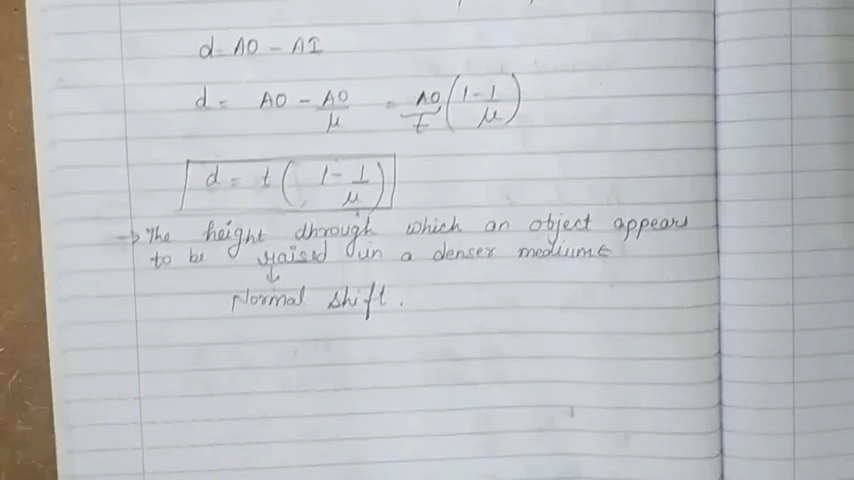 d = AO - AI
d = AO - AO/μ = AO/t (1 - 1/μ)
d = t ( 1 - 1/μ )
→ The height through which an object appears
to be raised in a denser medium
↓
Normal shift.